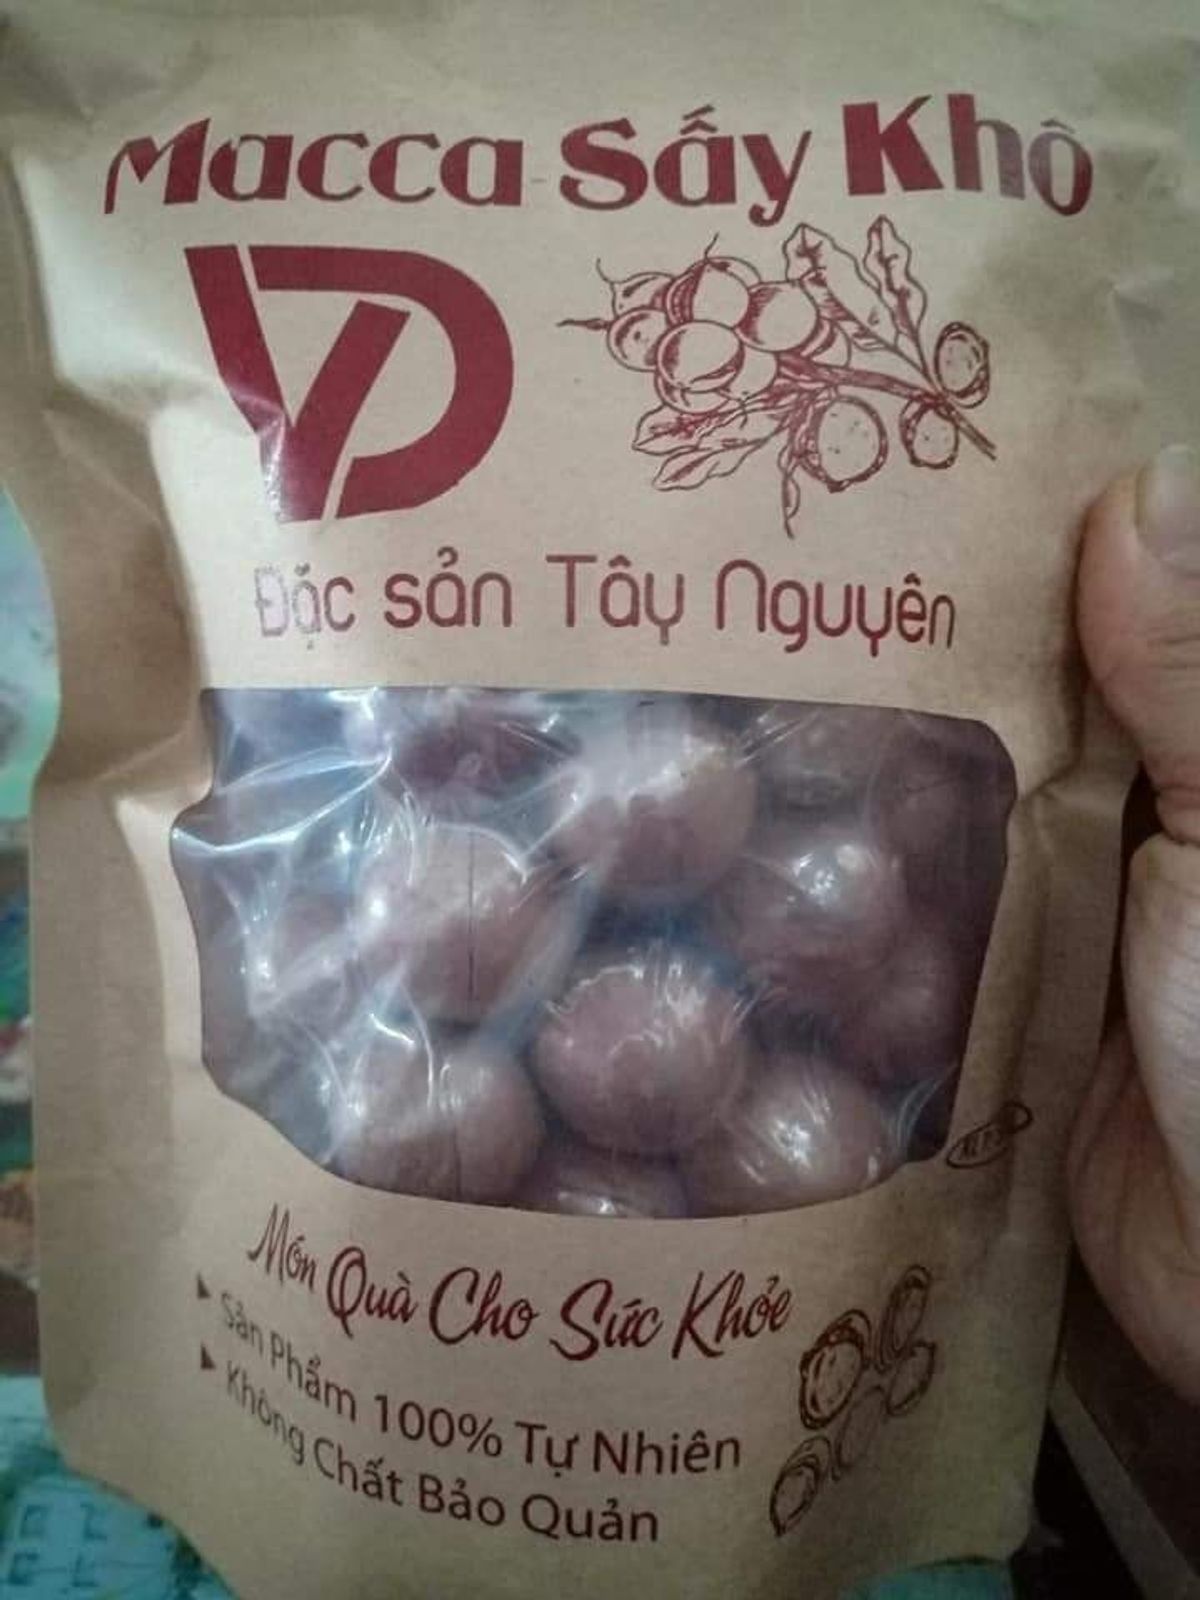 Macca Sấy Khô
VD
Đặc sản Tây Nguyên
Món Quà Cho Sức Khỏe
Sản Phẩm 100% Tự Nhiên
Không Chất Bảo Quản